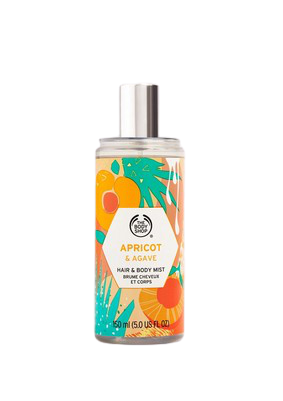 THE
BODY
SHOP
®
APRICOT
& AGAVE
HAIR & BODY MIST
BRUME CHEVEUX
ET CORPS
150 ml (5.0 US FL OZ)